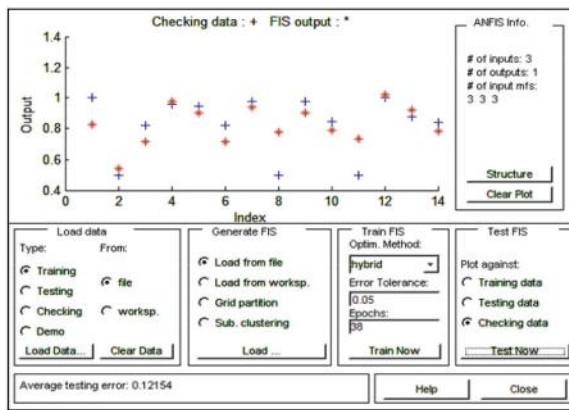 Checking data : +   FIS output : *
1.4
1.2
1
0.8
0.6
0.4
Output
0 2 4 6 8 10 12 14
Index
ANFIS Info.
# of inputs: 3
# of outputs: 1
# of input mfs:
3 3 3
Structure
Clear Plot
Load data
Type: From:
Training
file
Testing
Checking worksp.
Demo
Load Data... Clear Data
Generate FIS
Load from file
Load from worksp.
Grid partition
Sub. clustering
Load ...
Train FIS
Optim. Method:
hybrid
Error Tolerance:
0.05
Epochs:
38
Train Now
Test FIS
Plot against:
Training data
Testing data
Checking data
Test Now
Average testing error: 0.12154
Help Close